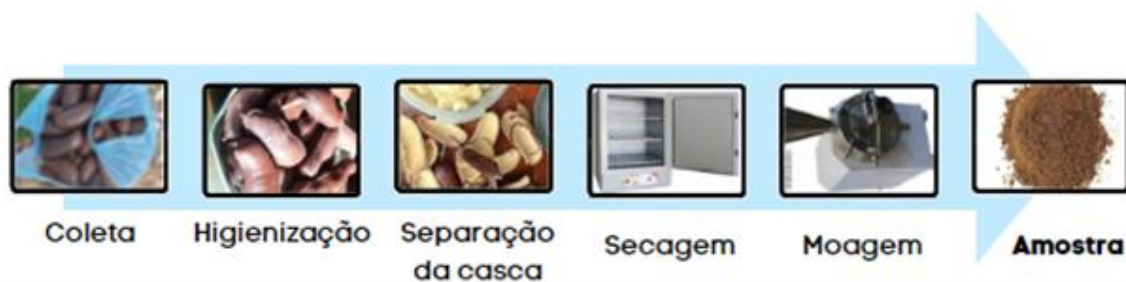 Coleta
Higienização
Separação
da casca
Secagem
Moagem
Amostra